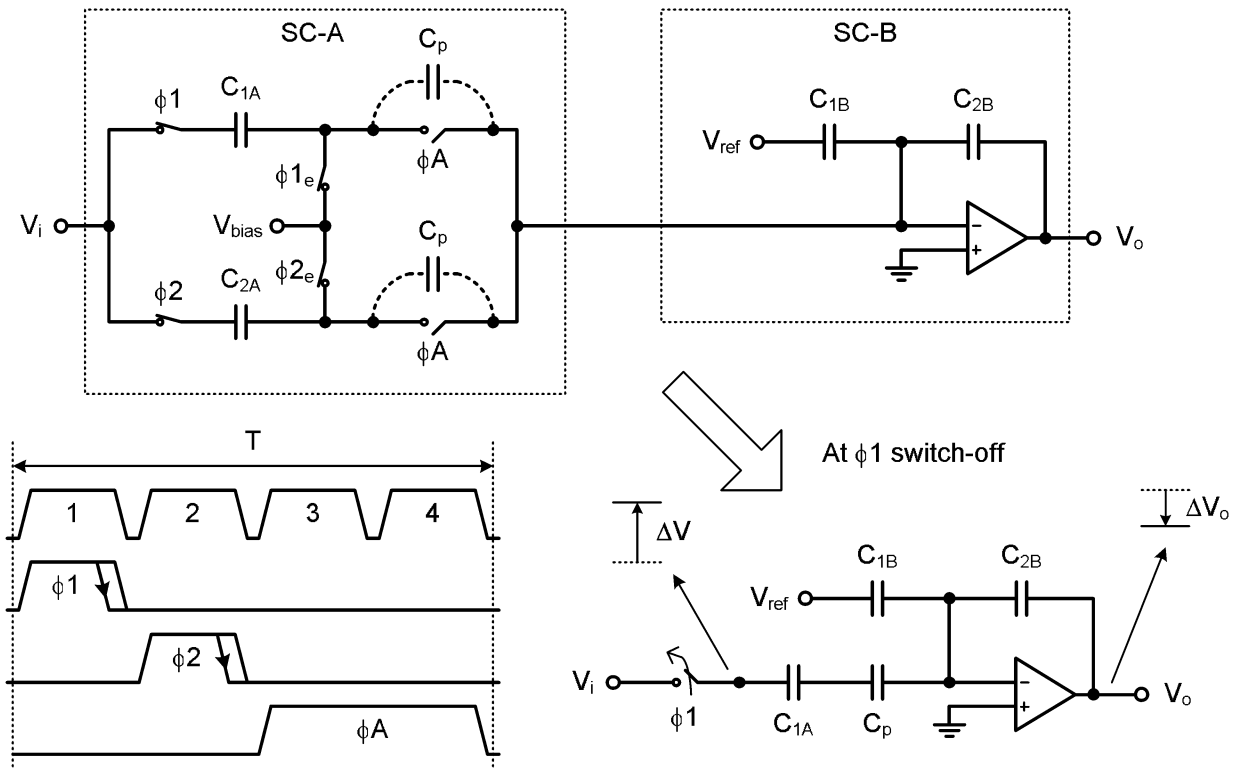 SC-A
SC-B
Cp
ϕ1
C1A
ϕA
ϕ1e
Vi
Vbias
Cp
ϕ2e
ϕ2
C2A
ϕA
C1B
C2B
Vref
−
+
Vo
T
1 2 3 4
ϕ1
ϕ2
ϕA
At ϕ1 switch-off
ΔV
ΔVo
C1B
C2B
Vref
Vi
ϕ1
C1A
Cp
−
+
Vo